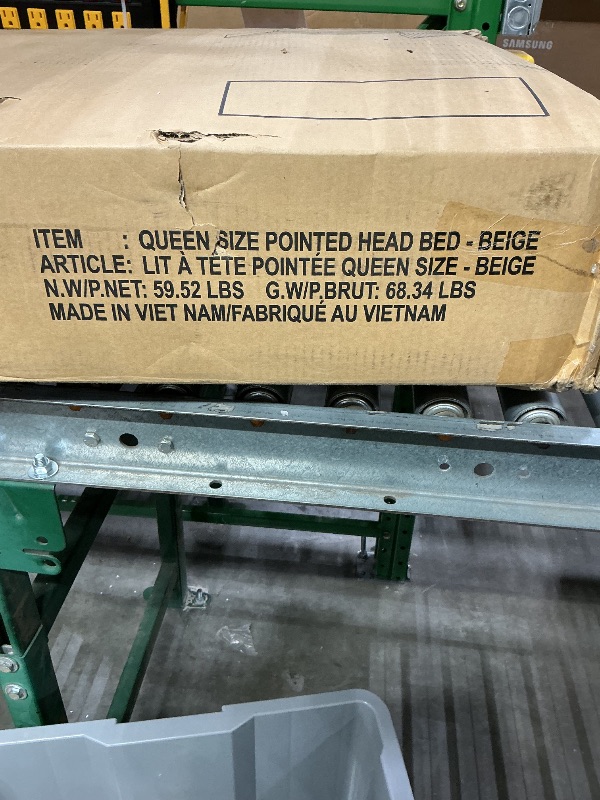 SAMSUNG
ITEM : QUEEN SIZE POINTED HEAD BED - BEIGE
ARTICLE: LIT À TÊTE POINTÉE QUEEN SIZE - BEIGE
N.W/P.NET: 59.52 LBS G.W/P.BRUT: 68.34 LBS
MADE IN VIET NAM/FABRIQUÉ AU VIETNAM